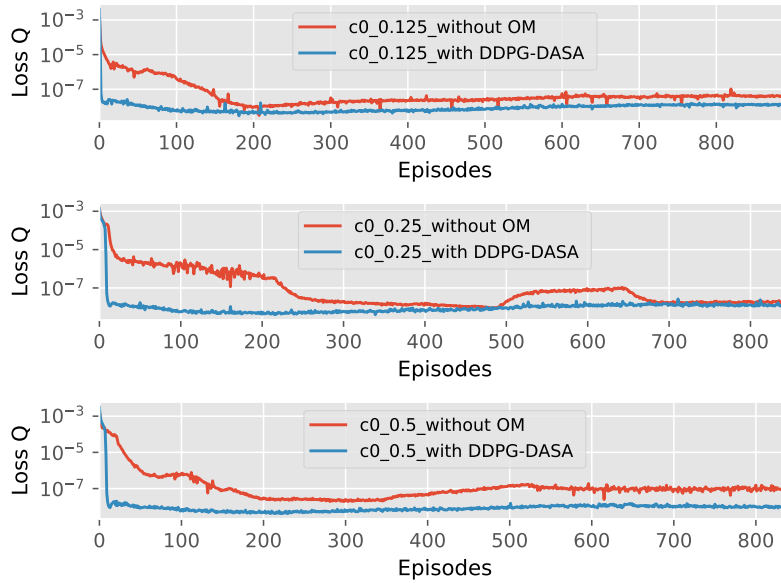 10⁻³
10⁻⁵
10⁻⁷
Loss Q
c0_0.125_without OM
c0_0.125_with DDPG-DASA
0 100 200 300 400 500 600 700 800
Episodes
10⁻³
10⁻⁵
10⁻⁷
Loss Q
c0_0.25_without OM
c0_0.25_with DDPG-DASA
0 100 200 300 400 500 600 700 800
Episodes
10⁻³
10⁻⁵
10⁻⁷
Loss Q
c0_0.5_without OM
c0_0.5_with DDPG-DASA
0 100 200 300 400 500 600 700 800
Episodes